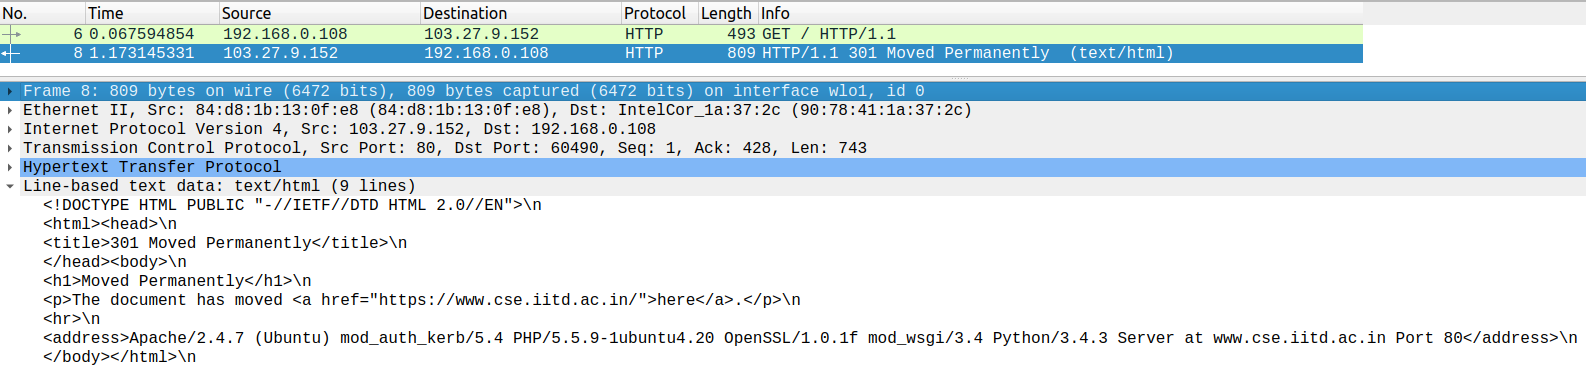 No. Time Source Destination Protocol Length Info
6 0.067594854 192.168.0.108 103.27.9.152 HTTP 493 GET / HTTP/1.1
8 1.173145331 103.27.9.152 192.168.0.108 HTTP 809 HTTP/1.1 301 Moved Permanently (text/html)
Frame 8: 809 bytes on wire (6472 bits), 809 bytes captured (6472 bits) on interface wlo1, id 0
Ethernet II, Src: 84:d8:1b:13:0f:e8 (84:d8:1b:13:0f:e8), Dst: IntelCor_1a:37:2c (90:78:41:1a:37:2c)
Internet Protocol Version 4, Src: 103.27.9.152, Dst: 192.168.0.108
Transmission Control Protocol, Src Port: 80, Dst Port: 60490, Seq: 1, Ack: 428, Len: 743
Hypertext Transfer Protocol
Line-based text data: text/html (9 lines)
<!DOCTYPE HTML PUBLIC "-//IETF//DTD HTML 2.0//EN">\n
<html><head>\n
<title>301 Moved Permanently</title>\n
</head><body>\n
<h1>Moved Permanently</h1>\n
<p>The document has moved <a href="https://www.cse.iitd.ac.in/">here</a>.</p>\n
<hr>\n
<address>Apache/2.4.7 (Ubuntu) mod_auth_kerb/5.4 PHP/5.5.9-1ubuntu4.20 OpenSSL/1.0.1f mod_wsgi/3.4 Python/3.4.3 Server at www.cse.iitd.ac.in Port 80</address>\n
</body></html>\n